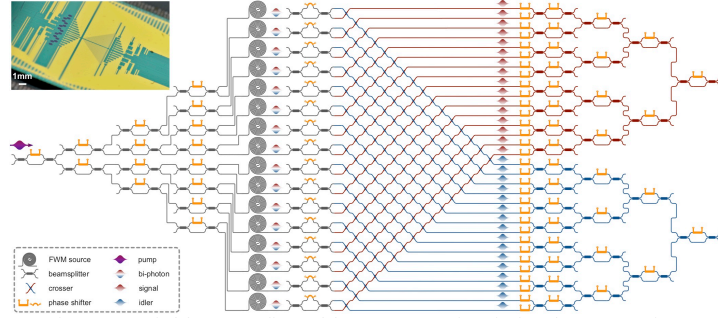 1mm
FWM source
beamsplitter
crosser
phase shifter
pump
bi-photon
signal
idler